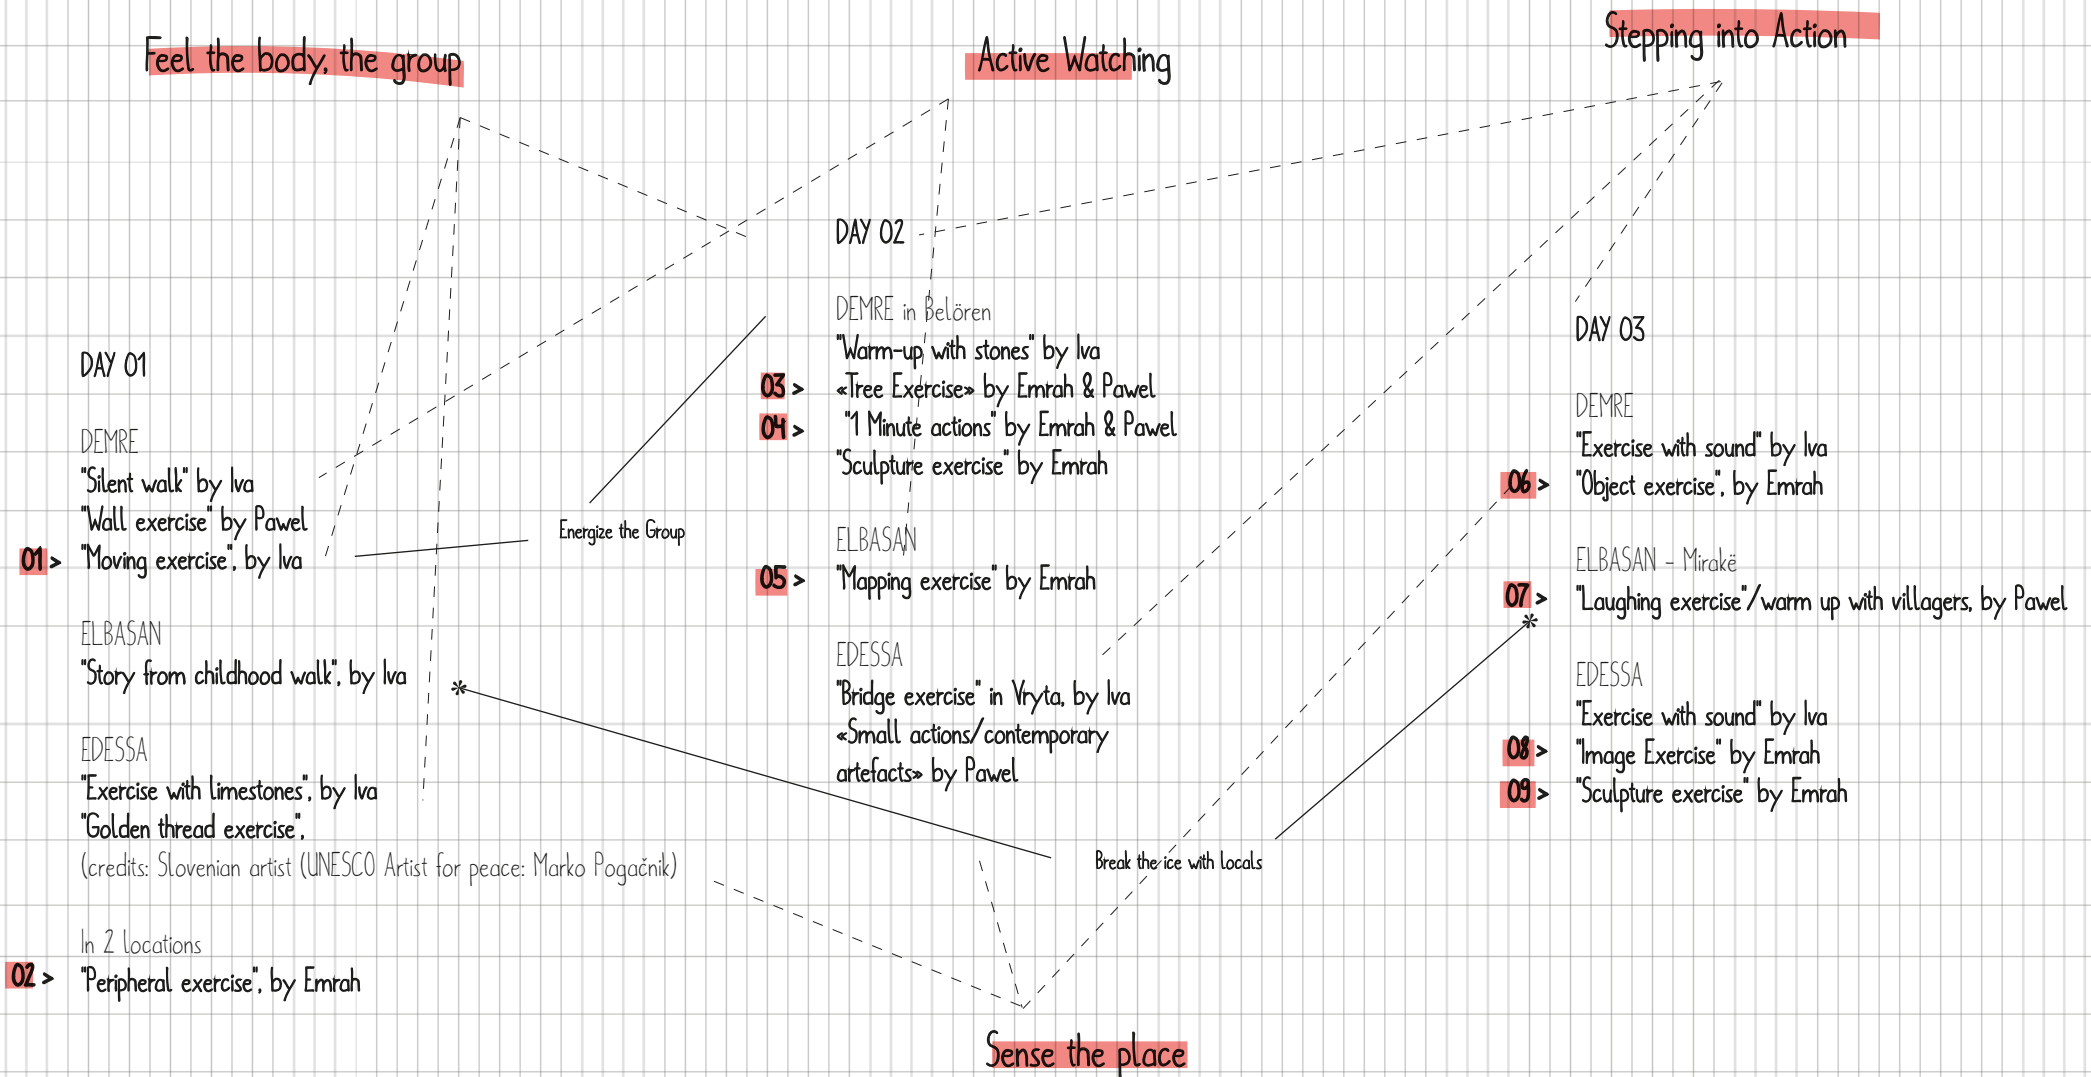 Feel the body, the group
Active Watching
Stepping into Action
DAY 01
DEMRE
"Silent walk" by Iva
"Wall exercise" by Pawel
01 > "Moving exercise", by Iva
ELBASAN
"Story from childhood walk", by Iva
*
EDESSA
"Exercise with limestones", by Iva
"Golden thread exercise",
(credits: Slovenian artist (UNESCO Artist for peace: Marko Pogačnik)
In 2 locations
02 > "Peripheral exercise", by Emrah
Energize the Group
DAY 02
DEMRE in Belören
"Warm-up with stones" by Iva
03 > «Tree Exercise» by Emrah & Pawel
04 > "1 Minute actions" by Emrah & Pawel
"Sculpture exercise" by Emrah
ELBASAN
05 > "Mapping exercise" by Emrah
EDESSA
"Bridge exercise" in Vryta, by Iva
«Small actions/contemporary
artefacts» by Pawel
Break the ice with locals
DAY 03
DEMRE
"Exercise with sound" by Iva
06 > "Object exercise", by Emrah
ELBASAN - Mirakë
07 > "Laughing exercise"/warm up with villagers, by Pawel
*
EDESSA
"Exercise with sound" by Iva
08 > "Image Exercise" by Emrah
09 > "Sculpture exercise" by Emrah
Sense the place